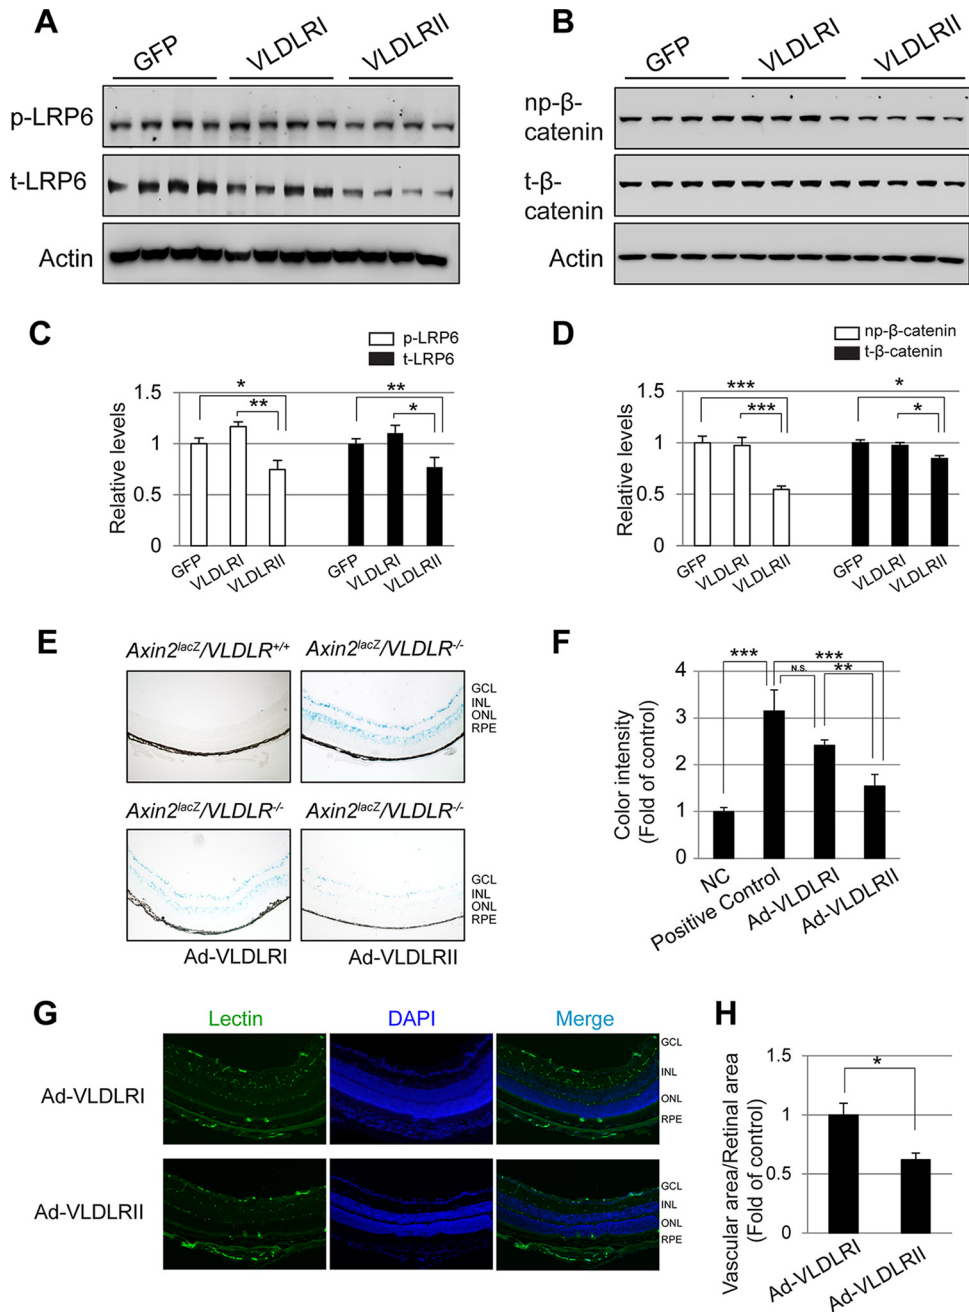 A
GFP
VLDLRI
VLDLRII
p-LRP6
t-LRP6
Actin
B
GFP
VLDLRI
VLDLRII
np-β-
catenin
t-β-
catenin
Actin
C
p-LRP6
t-LRP6
Relative levels
1.5
1
0.5
0
*
**
**
*
GFP
VLDLRI
VLDLRII
GFP
VLDLRI
VLDLRII
D
np-β-catenin
t-β-catenin
Relative levels
1.5
1
0.5
0
***
***
*
*
GFP
VLDLRI
VLDLRII
GFP
VLDLRI
VLDLRII
E
Axin2lacZ/VLDLR+/+
Axin2lacZ/VLDLR-/-
GCL
INL
ONL
RPE
Axin2lacZ/VLDLR-/-
Axin2lacZ/VLDLR-/-
GCL
INL
ONL
RPE
Ad-VLDLRI
Ad-VLDLRII
F
Color intensity
(Fold of control)
4
3
2
1
0
***
N.S.
***
**
NC
Positive Control
Ad-VLDLRI
Ad-VLDLRII
G
Lectin
DAPI
Merge
Ad-VLDLRI
GCL
INL
ONL
RPE
Ad-VLDLRII
GCL
INL
ONL
RPE
H
Vascular area/Retinal area
(Fold of control)
1.5
1
0.5
0
*
Ad-VLDLRI
Ad-VLDLRII